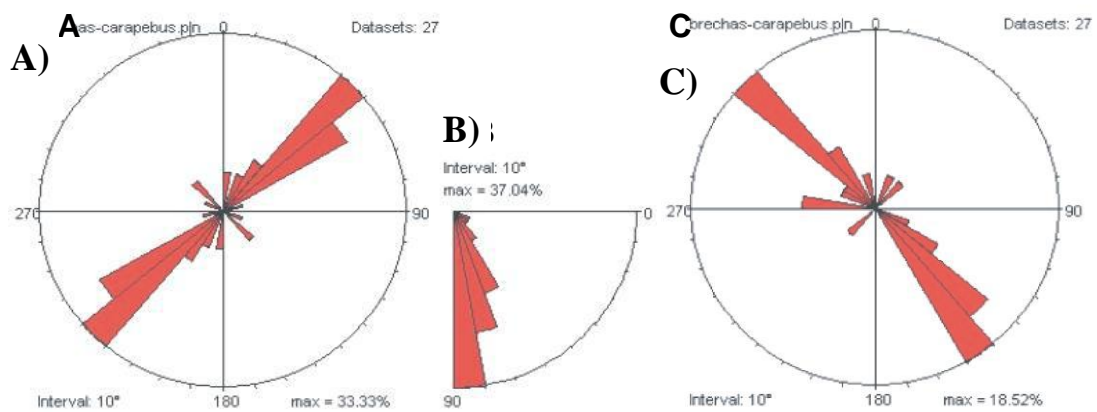 A
as-carapebus.pln
0
Datasets: 27
A)
270
90
Interval: 10°
180
max = 33.33%
B)
Interval: 10°
max = 37.04%
0
90
C
brechas-carapebus.pln
0
Datasets: 27
C)
270
90
Interval: 10°
180
max = 18.52%